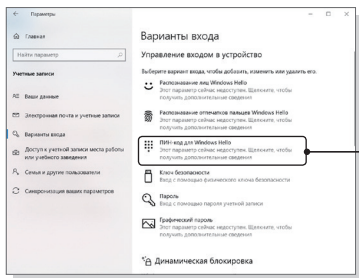 Параметры
Главная
Найти параметр
Учетные записи
Ваши данные
Электронная почта и учетные записи
Варианты входа
Доступ к учетной записи места работы
или учебного заведения
Семья и другие пользователи
Синхронизация ваших параметров
Варианты входа
Управление входом в устройство
Выберите вариант входа, чтобы добавить, изменить или удалить его.
Распознавание лиц Windows Hello
Этот параметр сейчас недоступен. Щелкните, чтобы
получить дополнительные сведения
Распознавание отпечатков пальцев Windows Hello
Этот параметр сейчас недоступен. Щелкните, чтобы
получить дополнительные сведения
ПИН-код для Windows Hello
Этот параметр сейчас недоступен. Щелкните, чтобы
получить дополнительные сведения
Ключ безопасности
Вход с помощью физического ключа безопасности
Пароль
Вход с помощью пароля учетной записи
Графический пароль
Этот параметр сейчас недоступен. Щелкните, чтобы
получить дополнительные сведения
Динамическая блокировка